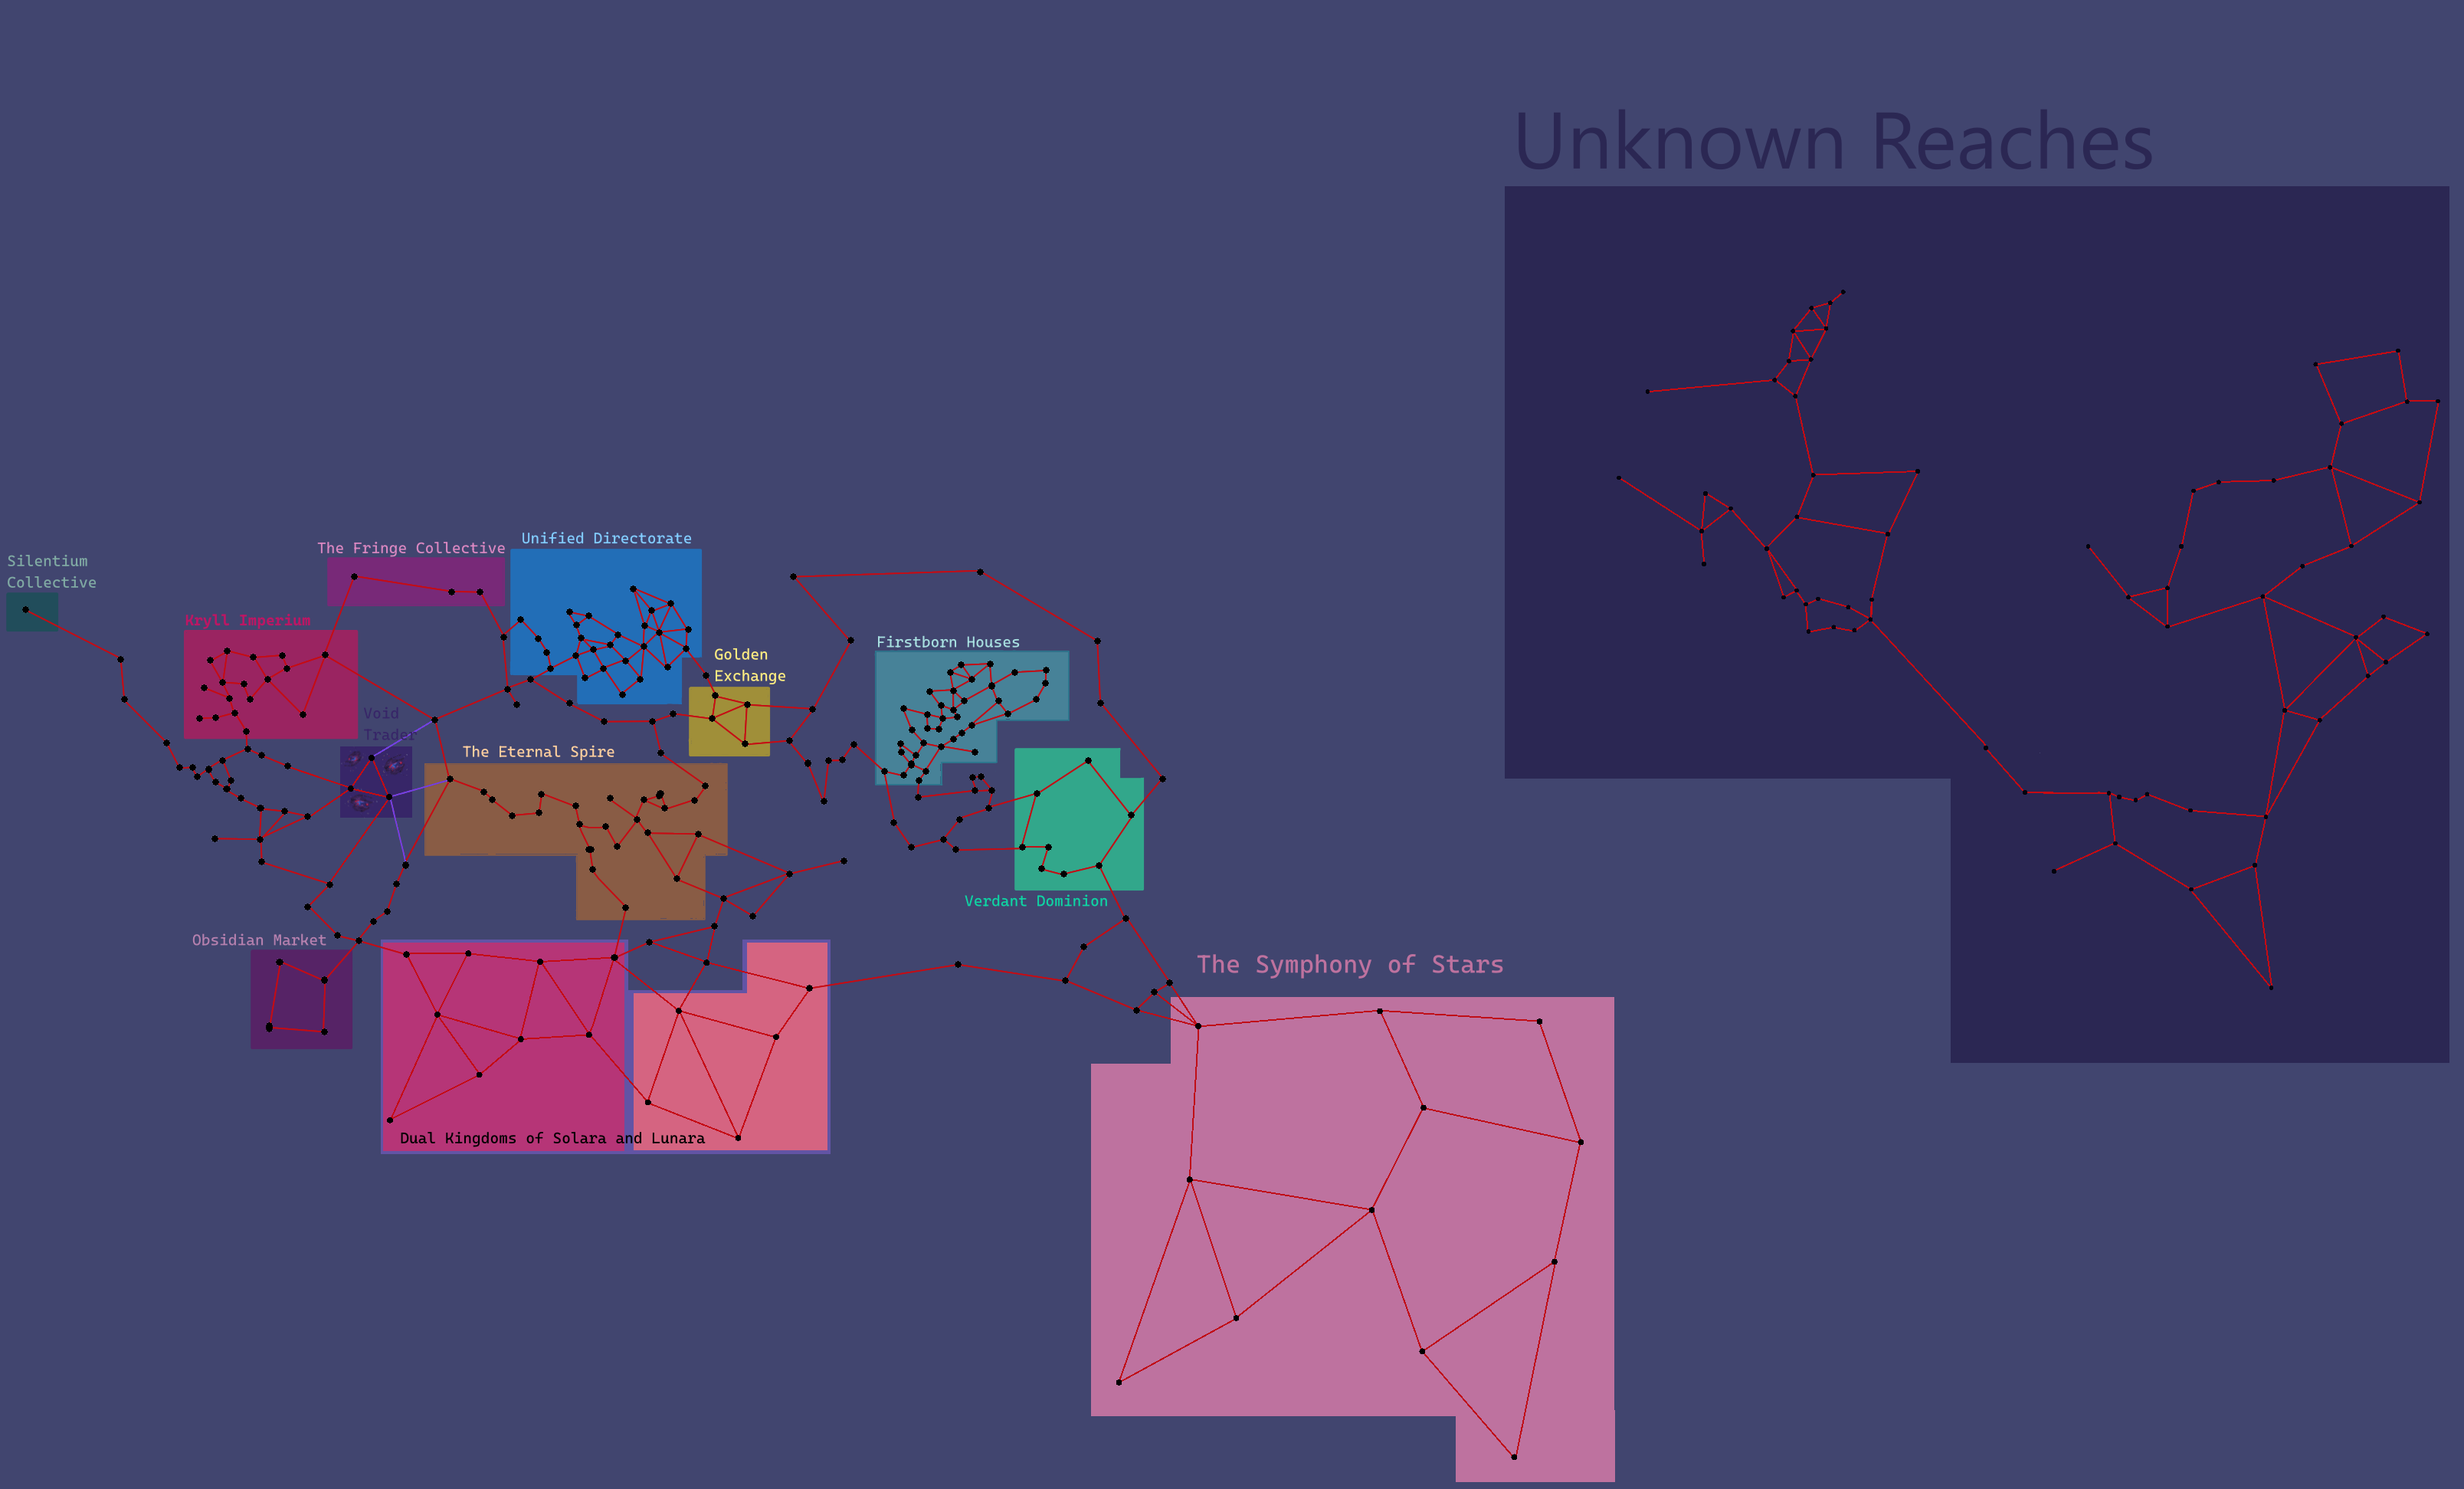 Unknown Reaches
Silentium
Collective
The Fringe Collective
Unified Directorate
Kryll Imperium
Golden
Exchange
Firstborn Houses
Void
Trader
The Eternal Spire
Verdant Dominion
Obsidian Market
The Symphony of Stars
Dual Kingdoms of Solara and Lunara